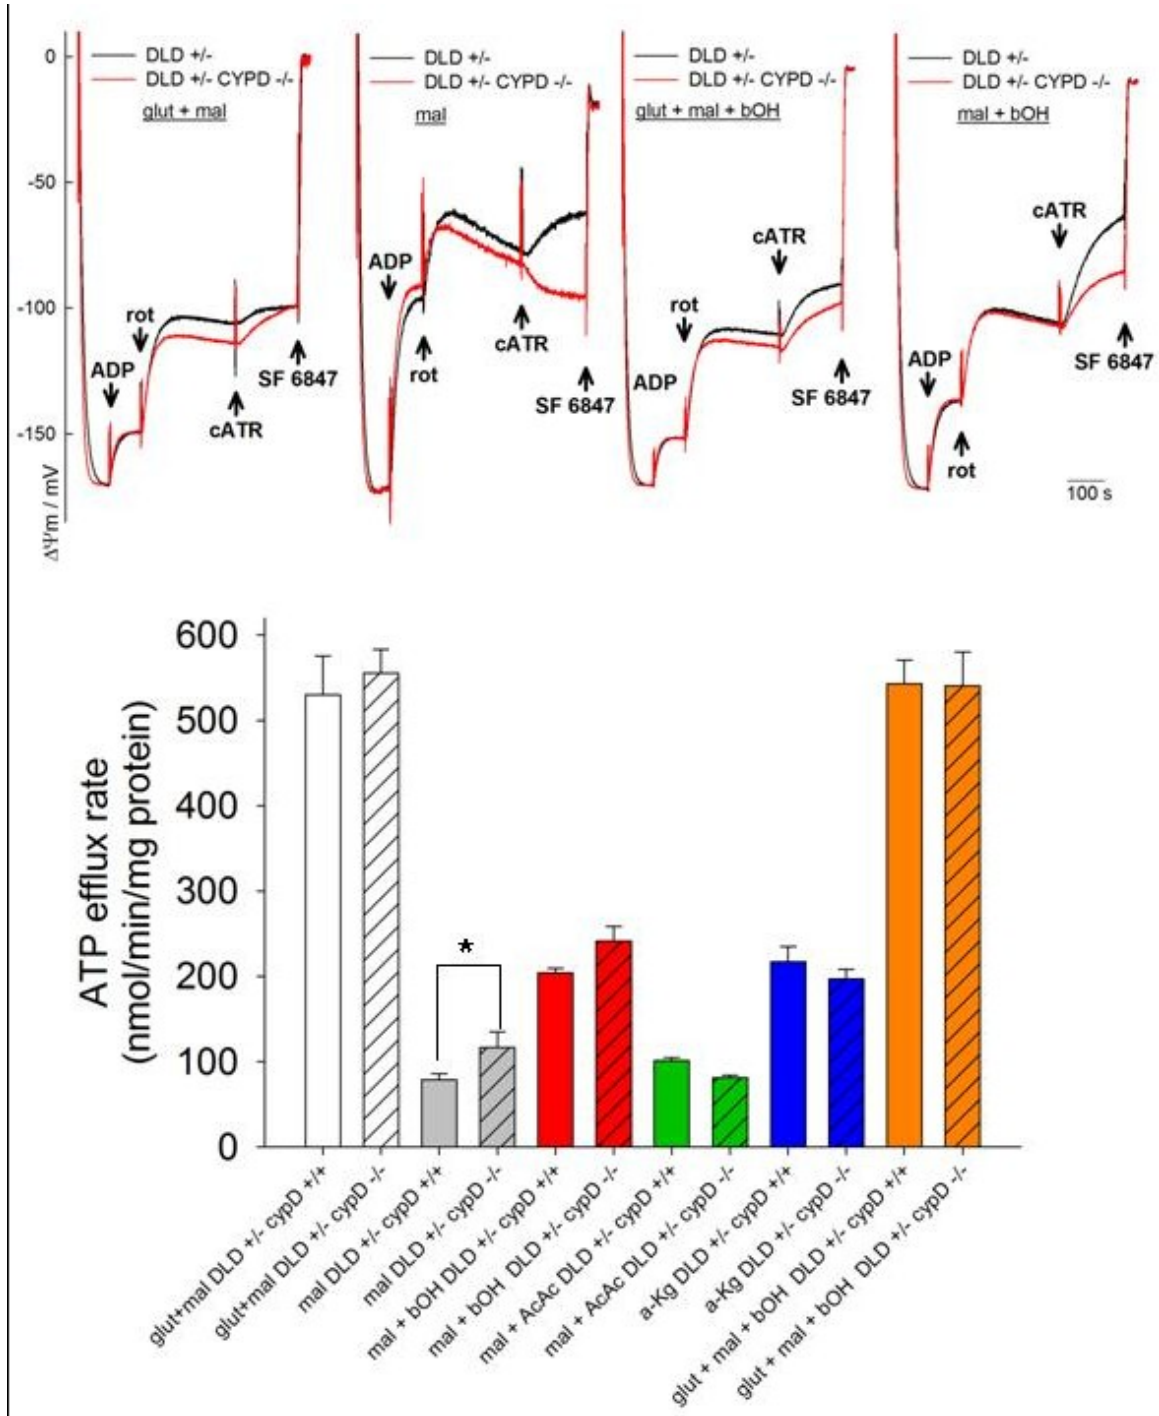 DLD +/-
DLD +/- CYPD -/-
glut + mal
DLD +/-
DLD +/- CYPD -/-
mal
DLD +/-
DLD +/- CYPD -/-
glut + mal + bOH
DLD +/-
DLD +/- CYPD -/-
mal + bOH
0
-50
-100
-150
ΔΨm / mV
ADP
rot
cATR
SF 6847
ADP
rot
cATR
SF 6847
ADP
rot
cATR
SF 6847
ADP
rot
cATR
SF 6847
100 s
ATP efflux rate
(nmol/min/mg protein)
600
500
400
300
200
100
0
*
glut+mal DLD +/- cypD +/+
glut+mal DLD +/- cypD -/-
mal DLD +/- cypD +/+
mal DLD +/- cypD -/-
mal + bOH DLD +/- cypD +/+
mal + bOH DLD +/- cypD -/-
mal + AcAc DLD +/- cypD +/+
mal + AcAc DLD +/- cypD -/-
a-Kg DLD +/- cypD +/+
a-Kg DLD +/- cypD -/-
glut + mal + bOH DLD +/- cypD +/+
glut + mal + bOH DLD +/- cypD -/-